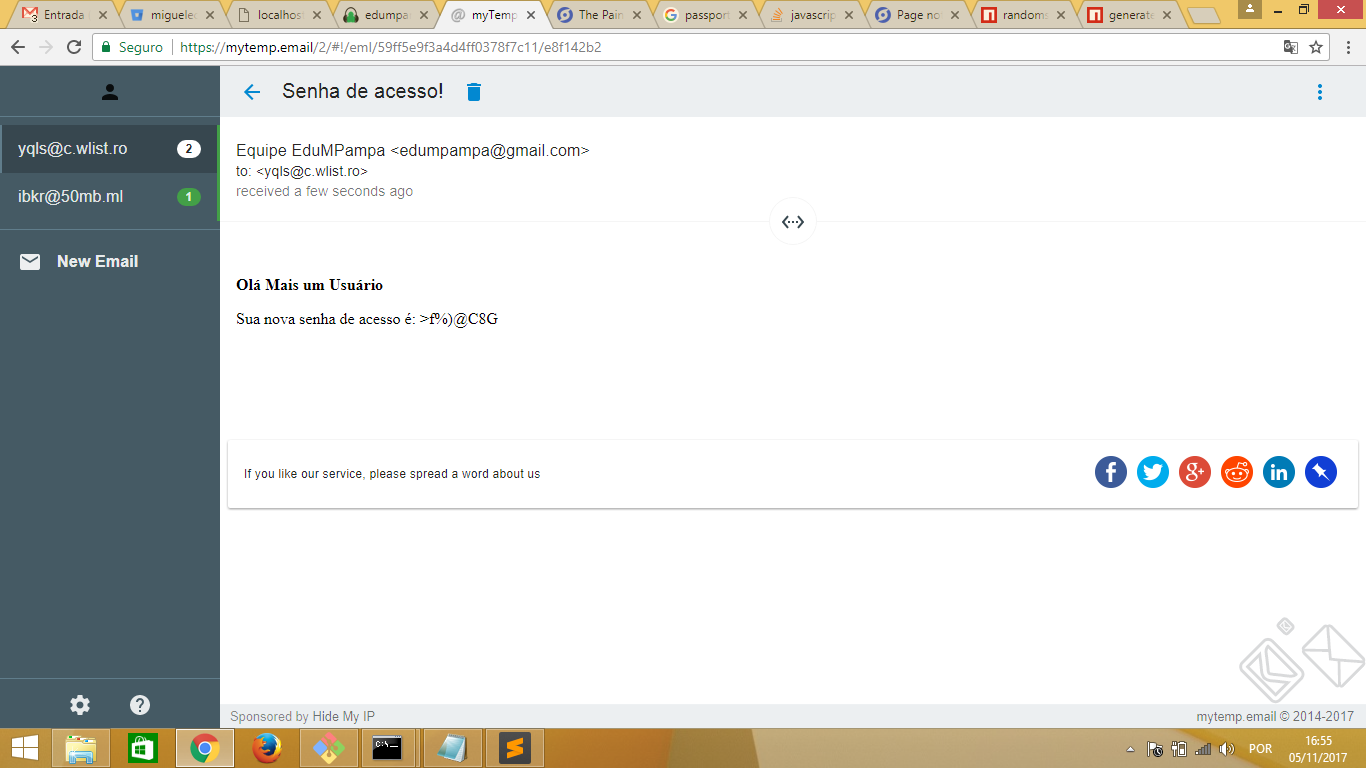 Entrada
miguelec
localhos
edumpa
myTemp
The Pain
passport
javascrip
Page no
random
generate
Seguro
https://mytemp.email/2/#!/eml/59ff5e9f3a4d4ff0378f7c11/e8f142b2
Senha de acesso!
yqls@c.wlist.ro 2
ibkr@50mb.ml 1
New Email
Equipe EduMPampa <edumpampa@gmail.com>
to: <yqls@c.wlist.ro>
received a few seconds ago
Olá Mais um Usuário
Sua nova senha de acesso é: >f%)@C8G
If you like our service, please spread a word about us
Sponsored by Hide My IP
mytemp.email © 2014-2017
POR
16:55
05/11/2017